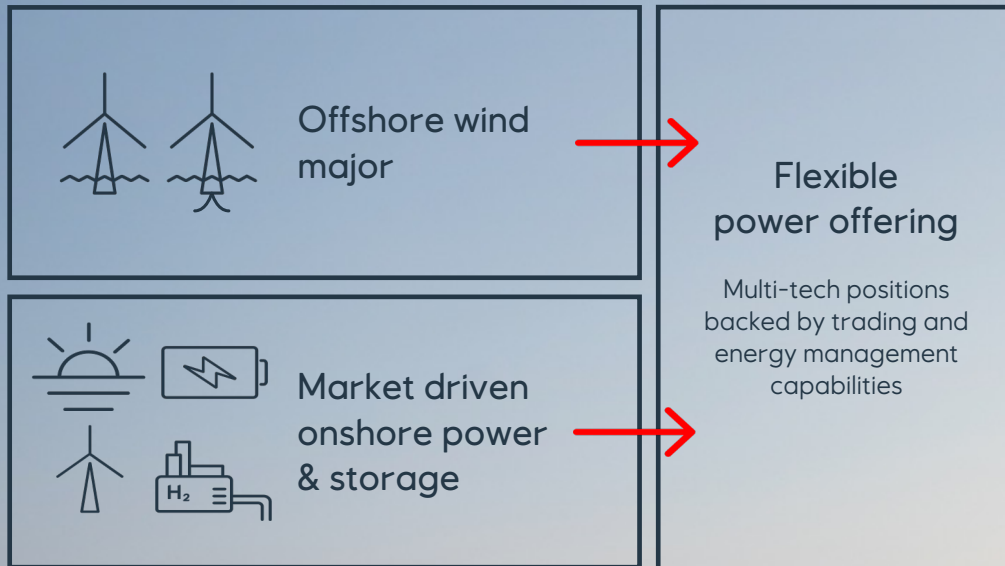 Offshore wind
major
Market driven
onshore power
& storage
H₂
Flexible
power offering
Multi-tech positions
backed by trading and
energy management
capabilities